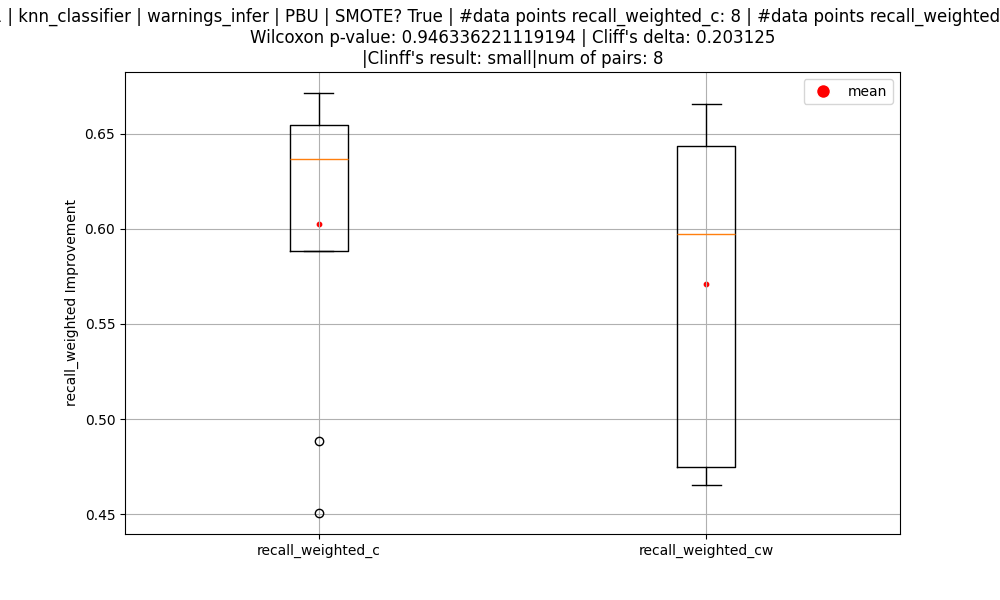 | knn_classifier | warnings_infer | PBU | SMOTE? True | #data points recall_weighted_c: 8 | #data points recall_weighted
Wilcoxon p-value: 0.946336221119194 | Cliff's delta: 0.203125
|Clinff's result: small|num of pairs: 8
mean
0.65
0.60
0.55
0.50
0.45
recall_weighted Improvement
recall_weighted_c
recall_weighted_cw